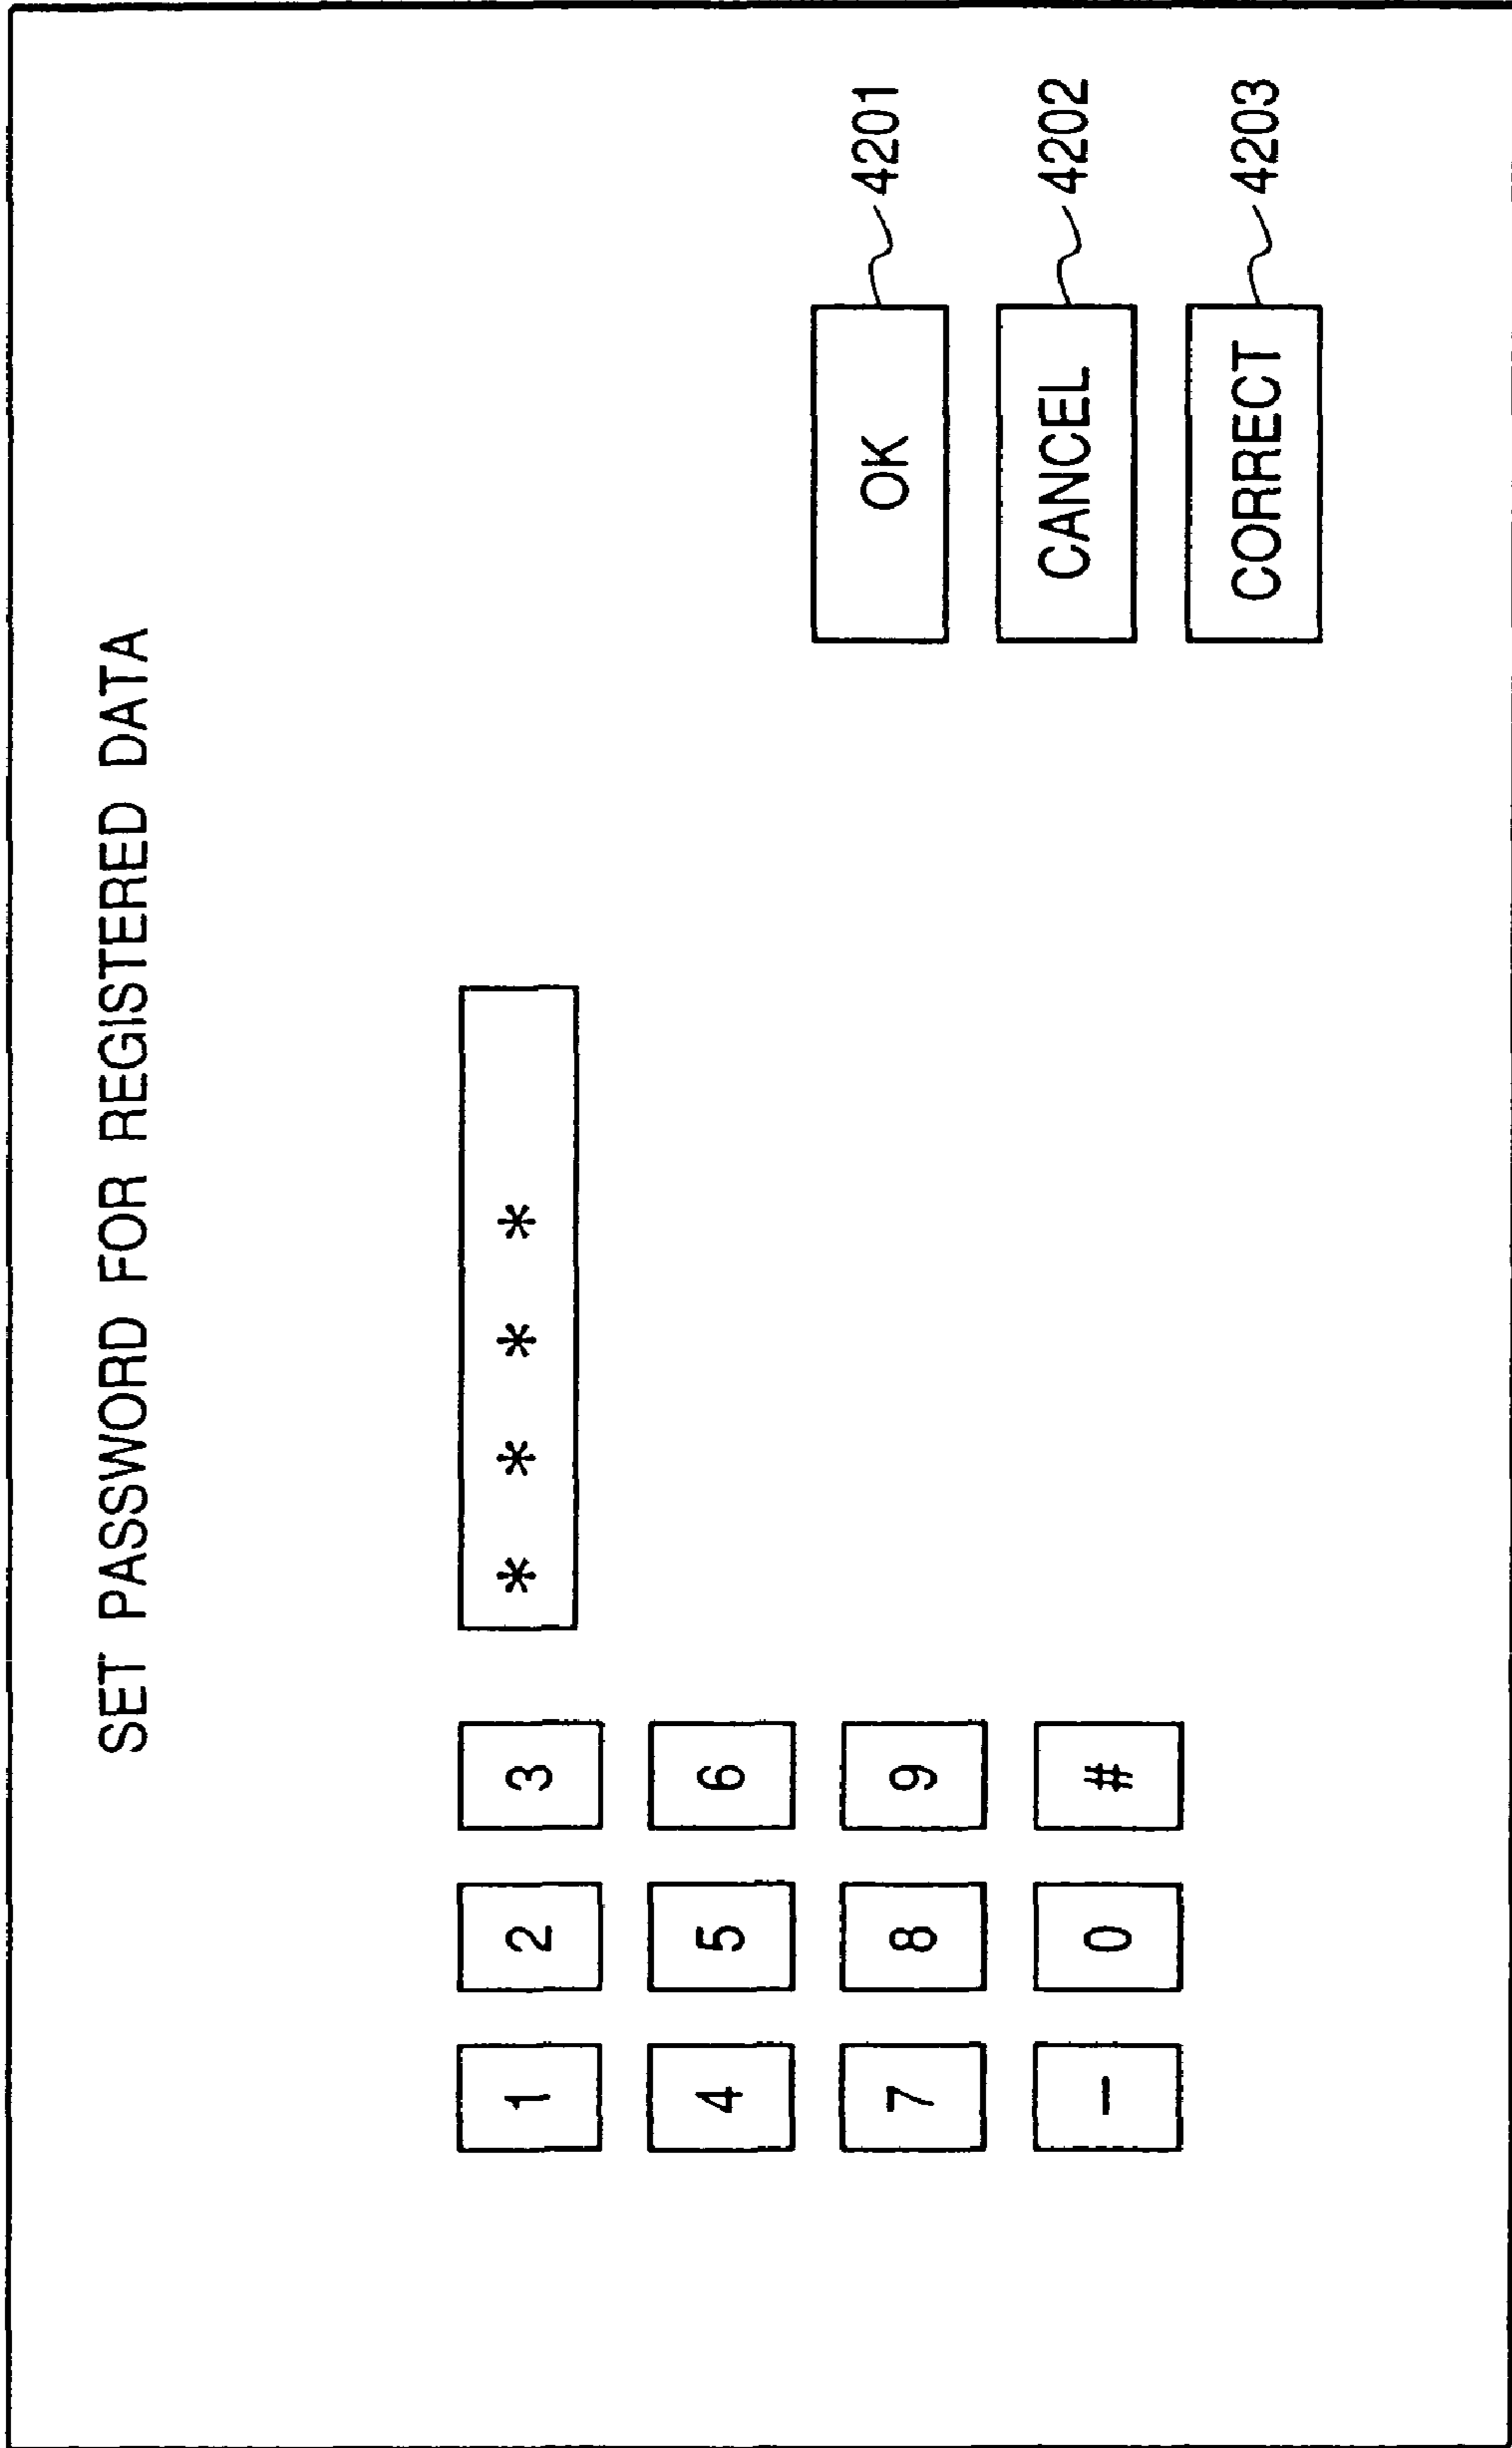 SET PASSWORD FOR REGISTERED DATA
1 2 3 * * * *
4 5 6
7 8 9 OK 4201
– 0 # CANCEL 4202
CORRECT 4203